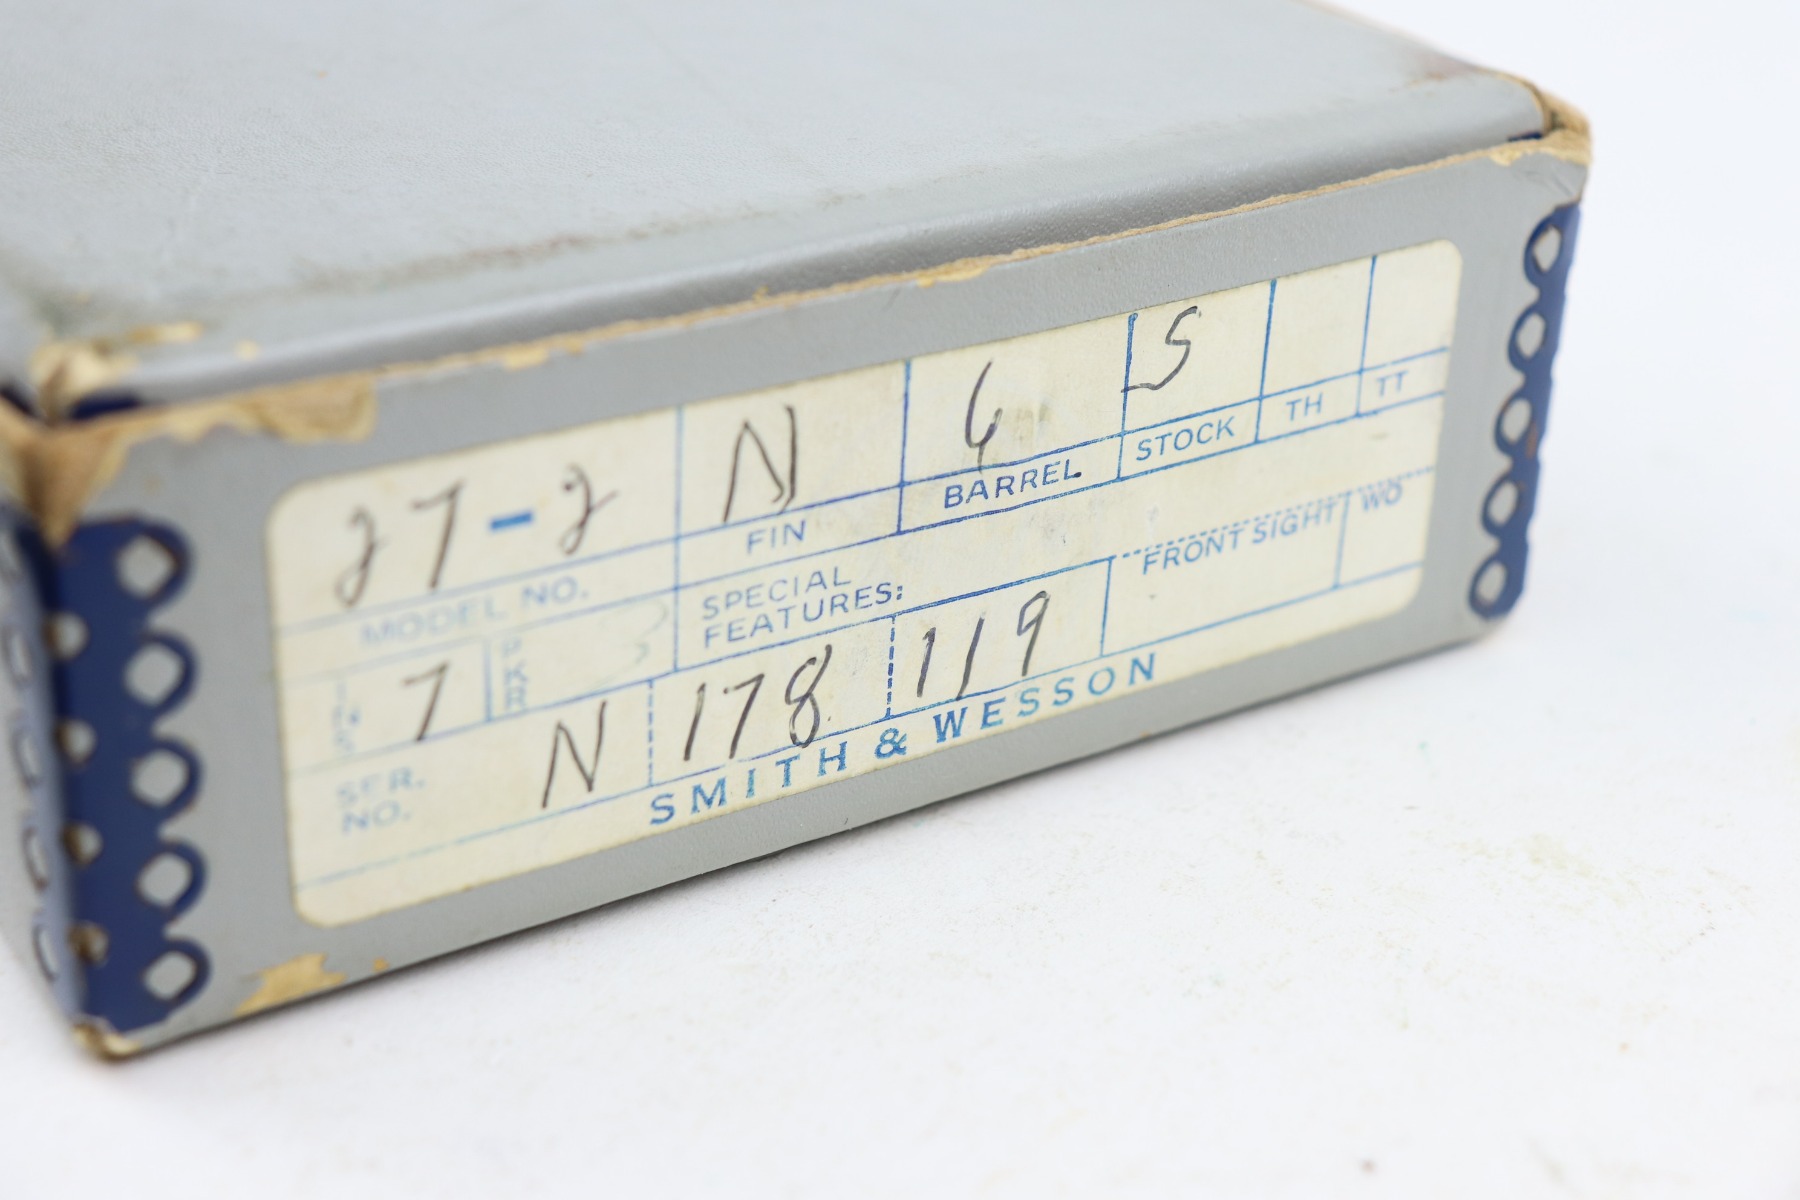 27-2 N 6 S
MODEL NO. FIN BARREL STOCK TH TT
INS 7 PKR SPECIAL FEATURES: FRONT SIGHT WO
SER. NO. N 178 119
SMITH & WESSON